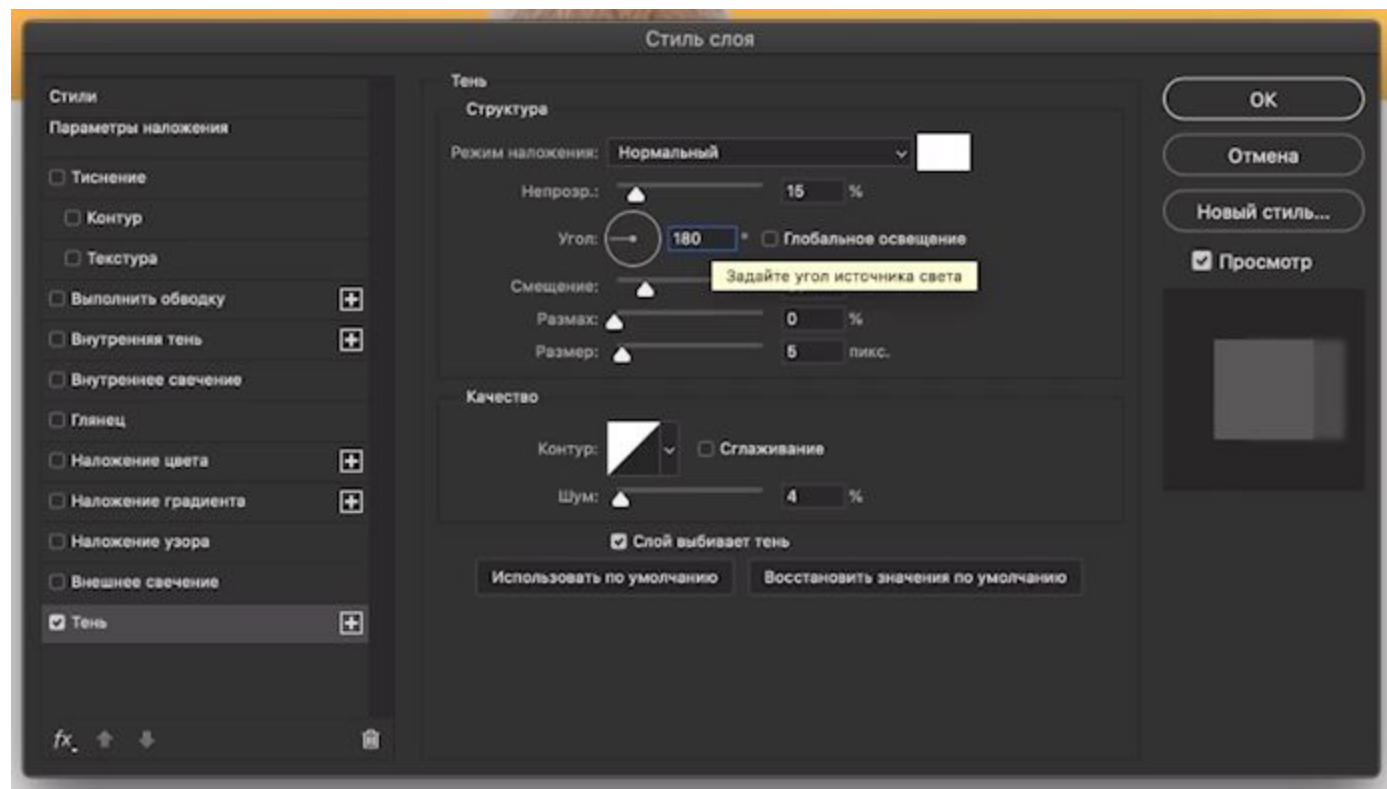 Стиль слоя
Стили
Параметры наложения
Тиснение
Контур
Текстура
Выполнить обводку
Внутренняя тень
Внутреннее свечение
Глянец
Наложение цвета
Наложение градиента
Наложение узора
Внешнее свечение
Тень
fx
Тень
Структура
Режим наложения: Нормальный
Непрозр.: 15 %
Угол: 180 ° Глобальное освещение
Задайте угол источника света
Смещение:
Размах: 0 %
Размер: 5 пикс.
Качество
Контур: Сглаживание
Шум: 4 %
Слой выбивает тень
Использовать по умолчанию Восстановить значения по умолчанию
ОК
Отмена
Новый стиль...
Просмотр